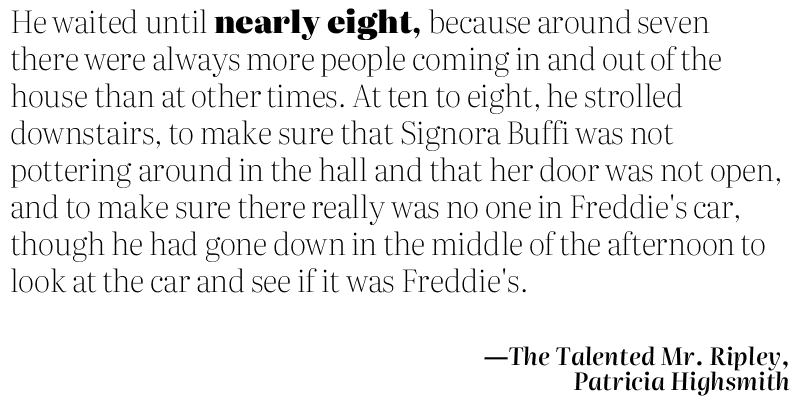 He waited until nearly eight, because around seven
there were always more people coming in and out of the
house than at other times. At ten to eight, he strolled
downstairs, to make sure that Signora Buffi was not
pottering around in the hall and that her door was not open,
and to make sure there really was no one in Freddie's car,
though he had gone down in the middle of the afternoon to
look at the car and see if it was Freddie's.
—The Talented Mr. Ripley,
Patricia Highsmith